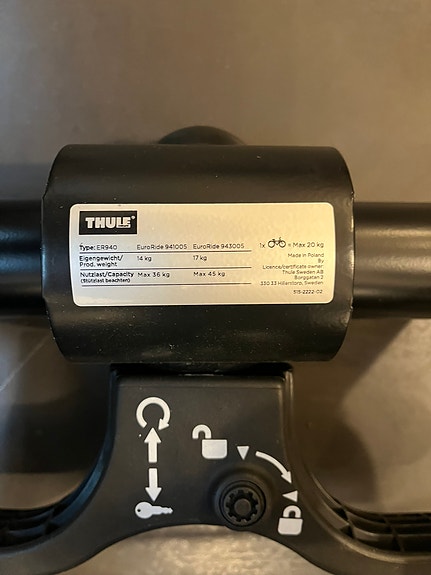 THULE
SWEDEN
Type: ER940 EuroRide 941005 EuroRide 943005 1x < Max 20 kg
Eigengewicht/ 14 kg 17 kg
Prod. weight
Nutzlast/Capacity Max 36 kg Max 45 kg
(Stützlast beachten)
Made in Poland
By
Licence/certificate owner:
Thule Sweden AB
Borggatan 2
330 33 Hillerstorp, Sweden
515-2222-02